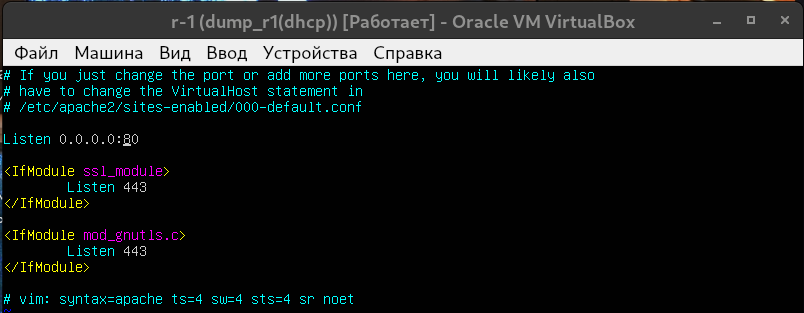 r-1 (dump_r1(dhcp)) [Работает] - Oracle VM VirtualBox
Файл Машина Вид Ввод Устройства Справка
# If you just change the port or add more ports here, you will likely also
# have to change the VirtualHost statement in
# /etc/apache2/sites-enabled/000-default.conf
Listen 0.0.0.0:80
<IfModule ssl_module>
Listen 443
</IfModule>
<IfModule mod_gnutls.c>
Listen 443
</IfModule>
# vim: syntax=apache ts=4 sw=4 sts=4 sr noet